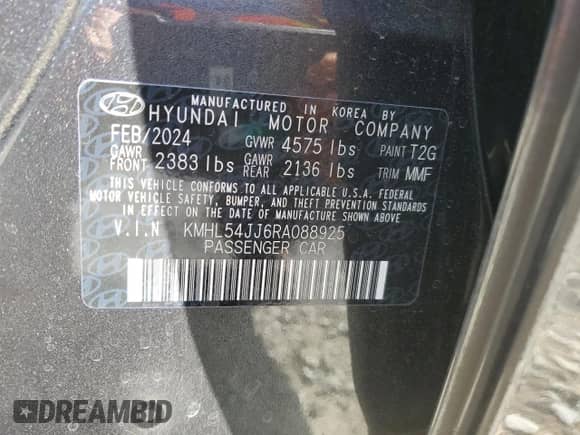 MANUFACTURED IN KOREA BY
HYUNDAI MOTOR COMPANY
FEB/2024 GVWR 4575 lbs PAINT T2G
GAWR FRONT 2383 lbs GAWR REAR 2136 lbs TRIM MMF
THIS VEHICLE CONFORMS TO ALL APPLICABLE U.S.A. FEDERAL
MOTOR VEHICLE SAFETY, BUMPER, AND THEFT PREVENTION STANDARDS
IN EFFECT ON THE DATE OF MANUFACTURE SHOWN ABOVE
V.I.N KMHL54JJ6RA088925
PASSENGER CAR
DREAMBID